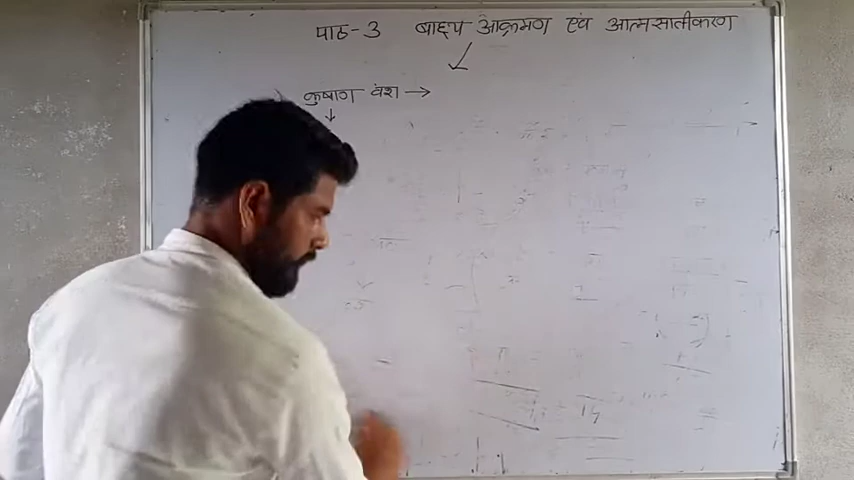 पाठ-3 बाह्य आक्रमण एवं आत्मसातीकरण
कुषाण वंश →